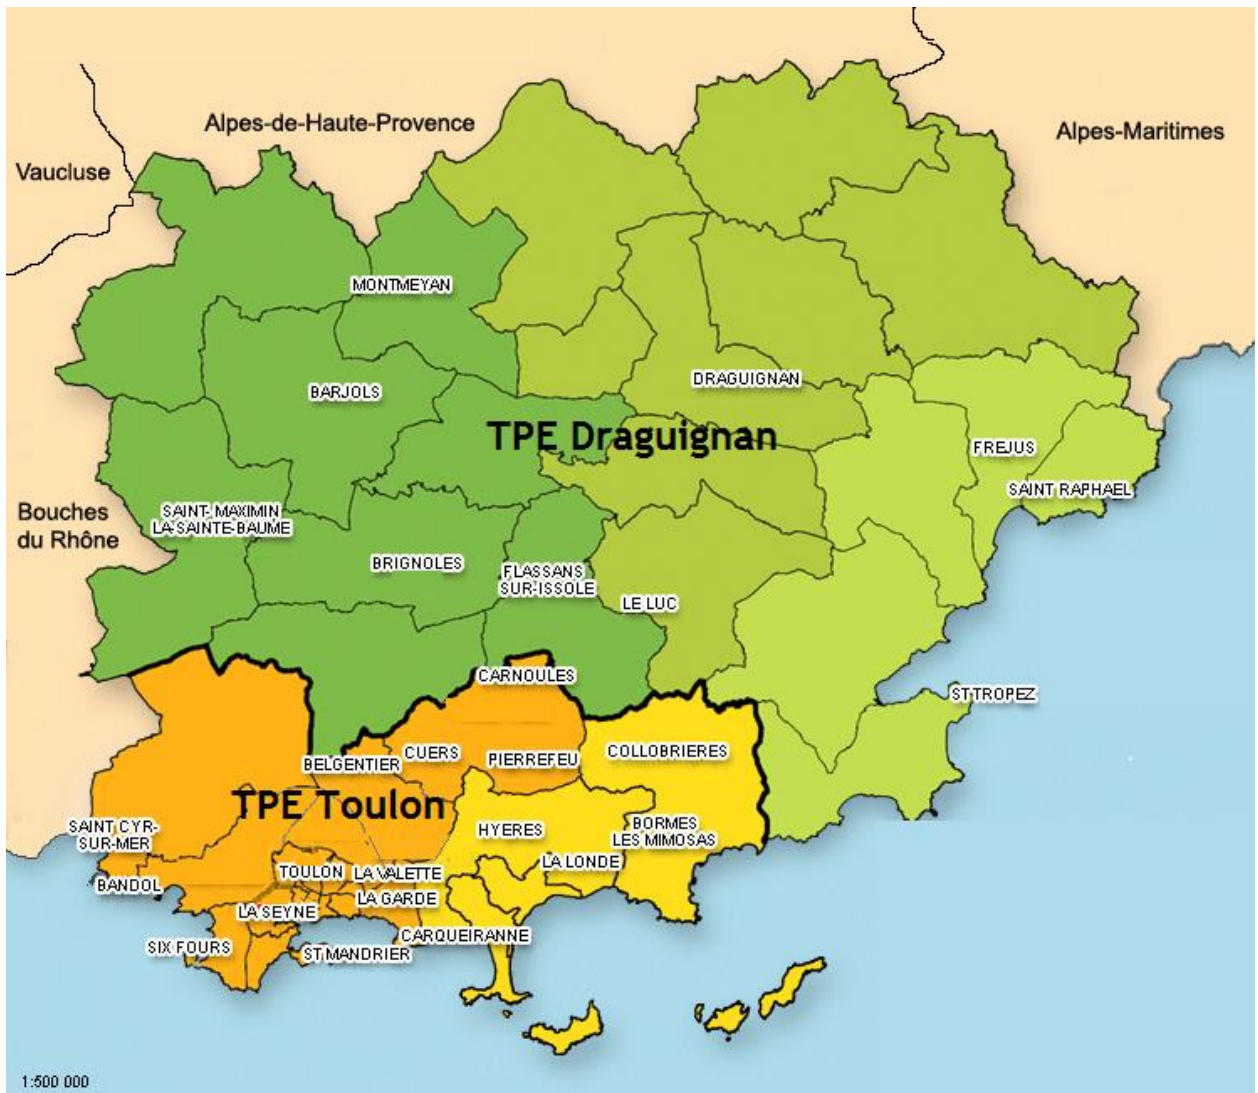 Alpes-de-Haute-Provence
Alpes-Maritimes
Vaucluse
MONTMEYAN
BARJOLS
DRAGUIGNAN
TPE Draguignan
FREJUS
SAINT RAPHAEL
Bouches
du Rhône
SAINT- MAXIMIN
LA-SAINTE-BAUME
BRIGNOLES
FLASSANS
SUR-ISSOLE
LE LUC
CARNOULES
ST TROPEZ
CUERS
COLLOBRIERES
BELGENTIER
PIERREFEU
TPE Toulon
SAINT CYR-
SUR-MER
HYERES
BORMES
LES MIMOSAS
LA LONDE
TOULON
LA VALETTE
BANDOL
LA GARDE
LA SEYNE
CARQUEIRANNE
SIX FOURS
ST MANDRIER
1:500 000